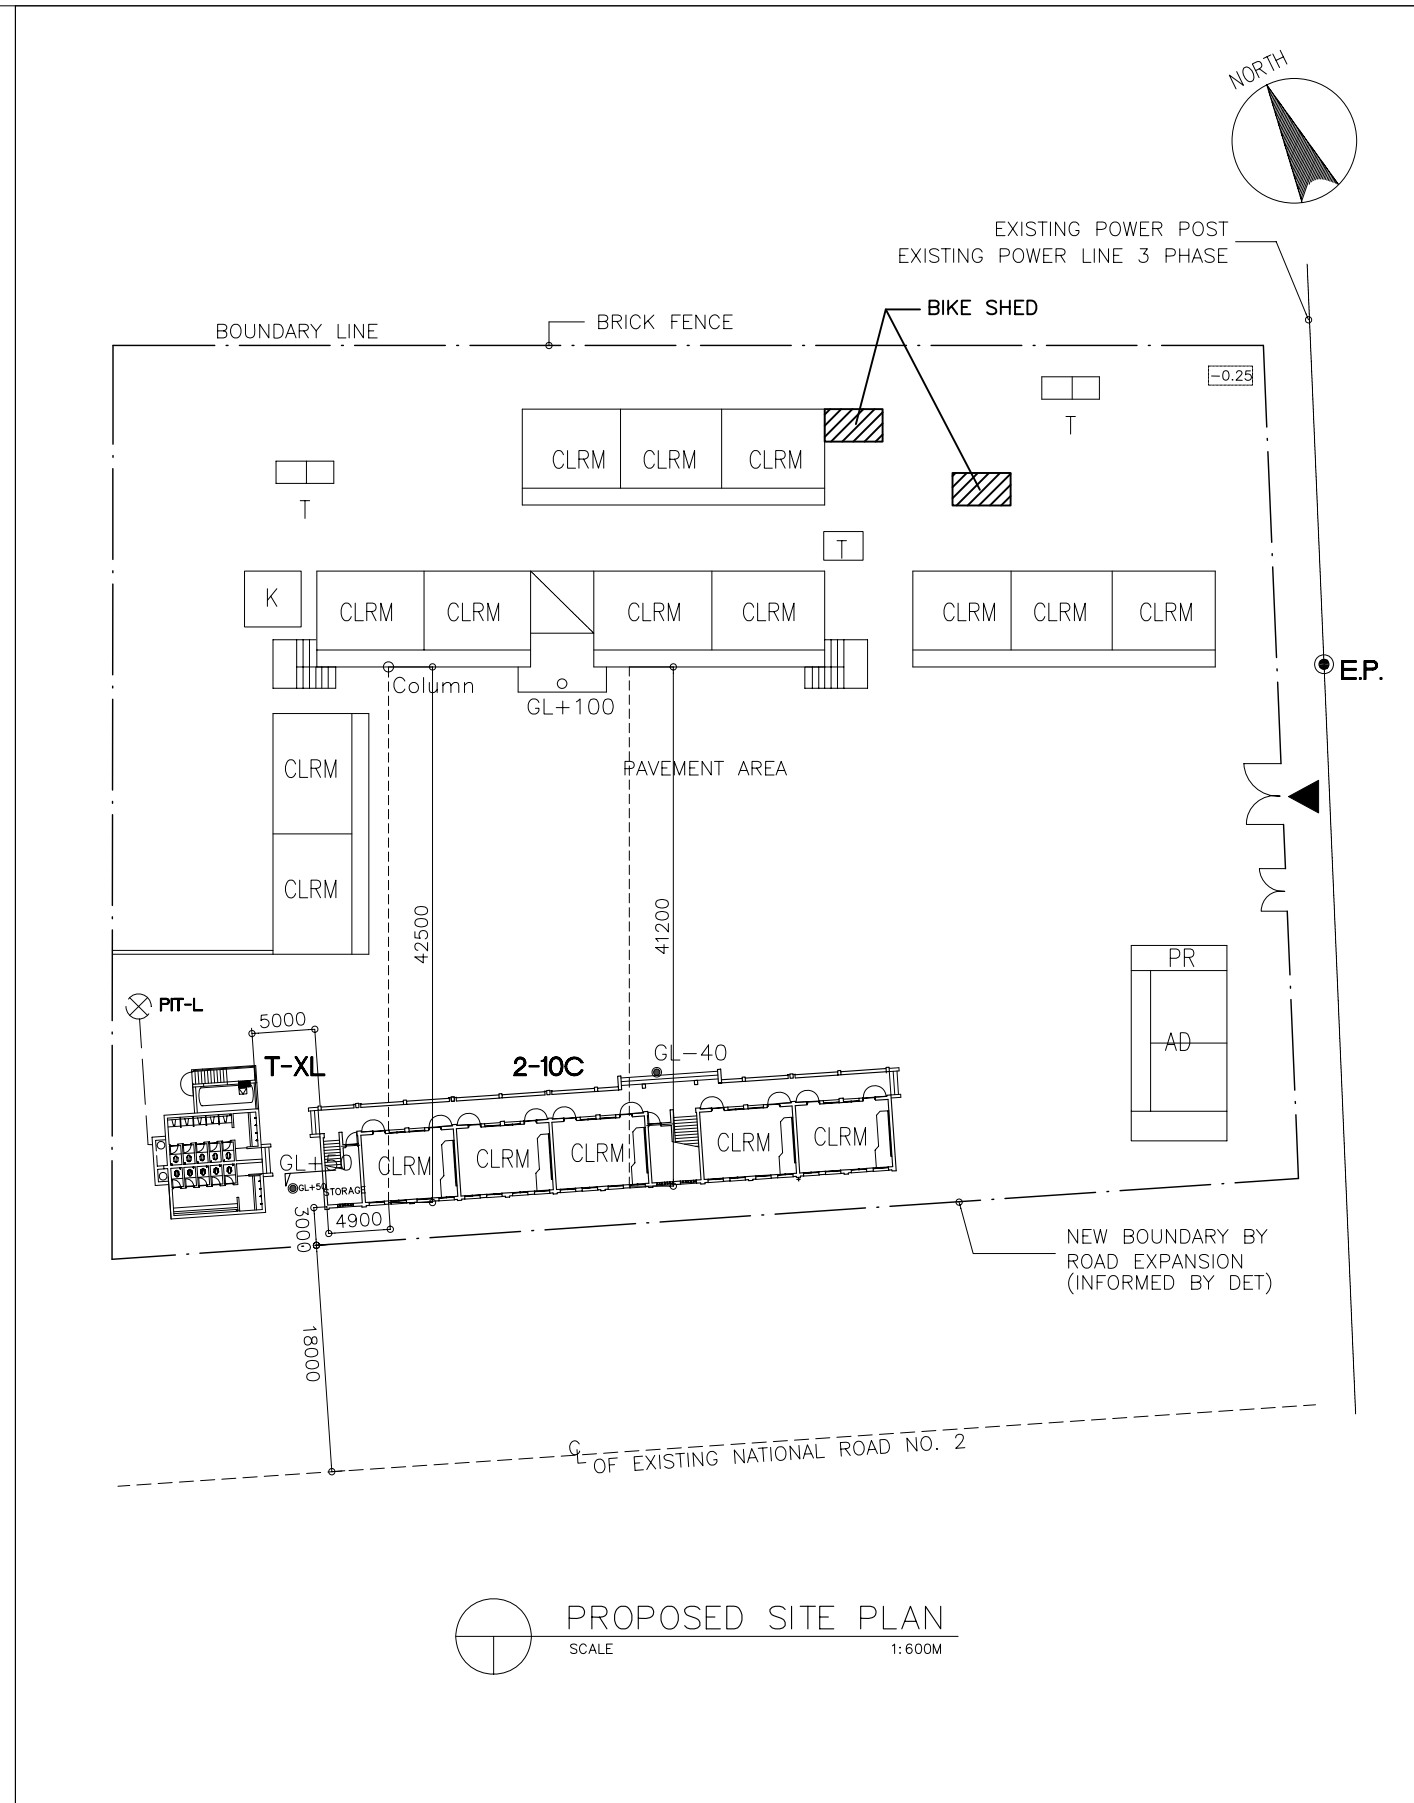 NORTH
EXISTING POWER POST
EXISTING POWER LINE 3 PHASE
BIKE SHED
BRICK FENCE
BOUNDARY LINE
-0.25
T
CLRM CLRM CLRM
T
T
K
CLRM CLRM CLRM CLRM
CLRM CLRM CLRM
E.P.
Column
GL+100
CLRM
PAVEMENT AREA
CLRM
42500
41200
PR
AD
PIT-L
5000
T-XL
2-10C
GL-40
CLRM CLRM CLRM CLRM CLRM
GL+50
STORAGE
4900
3000
NEW BOUNDARY BY
ROAD EXPANSION
(INFORMED BY DET)
18000
℄ OF EXISTING NATIONAL ROAD NO. 2
PROPOSED SITE PLAN
SCALE 1:600M